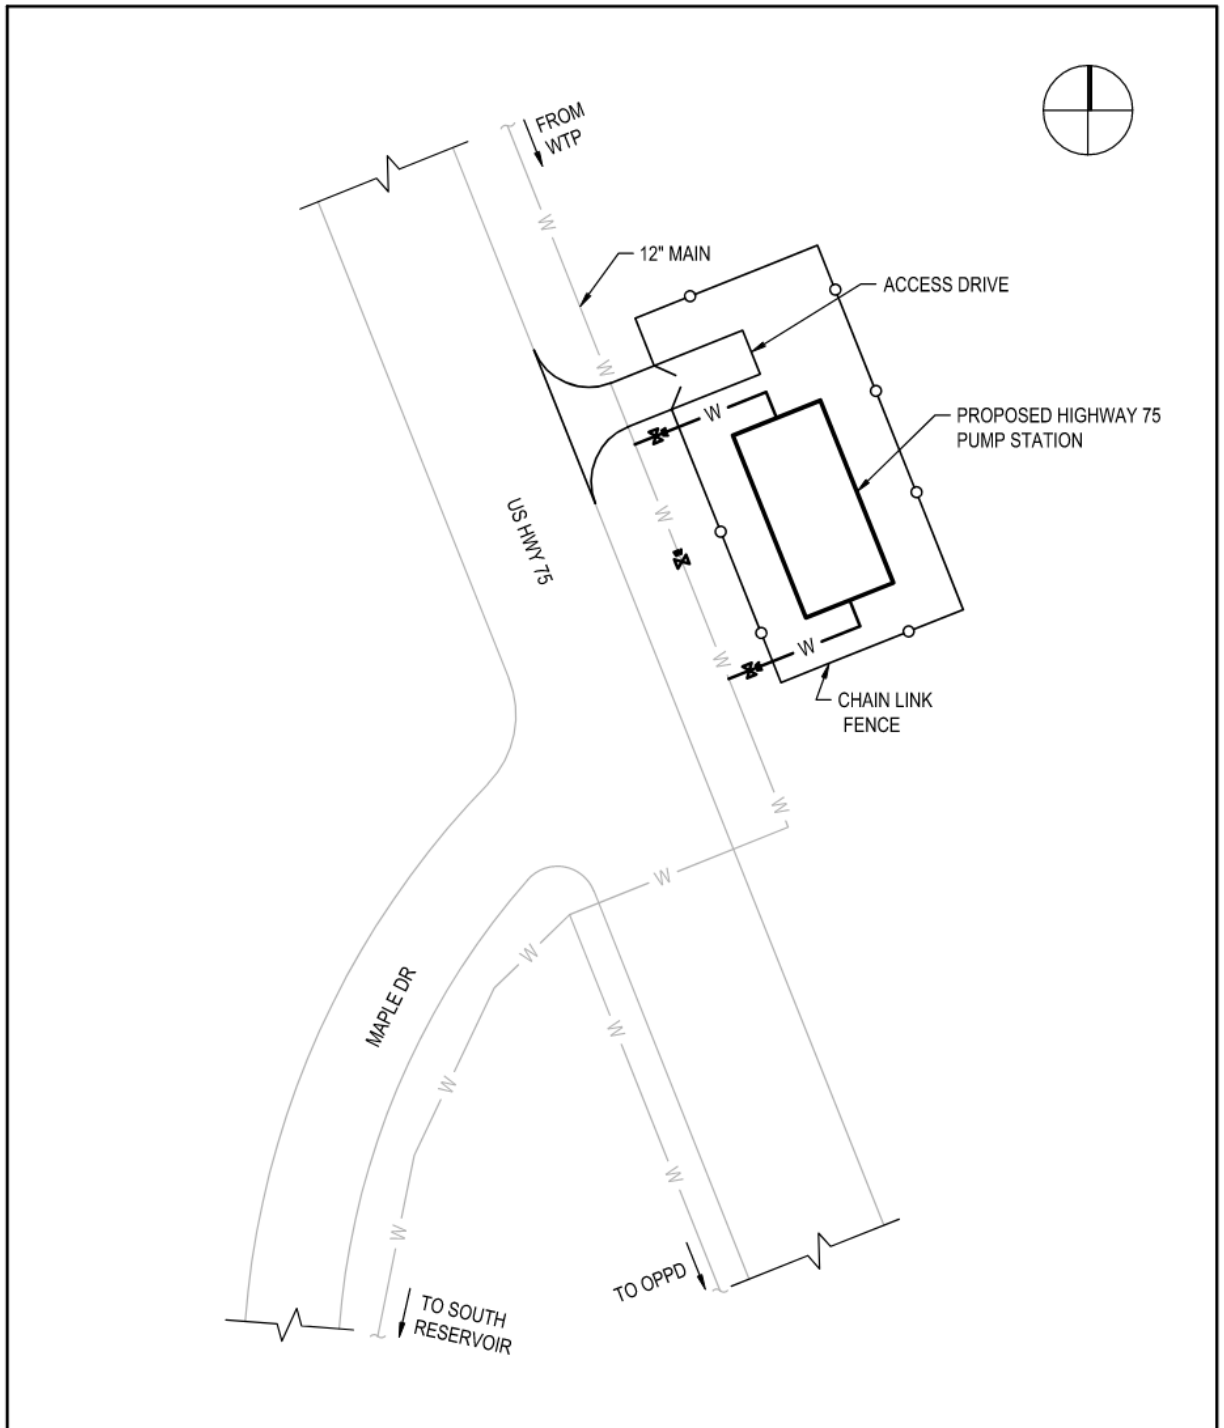 FROM
WTP
W
12" MAIN
ACCESS DRIVE
W
W
PROPOSED HIGHWAY 75
PUMP STATION
US HWY 75
W
W
W
CHAIN LINK
FENCE
W
W
W
MAPLE DR
W
W
W
W
TO OPPD
TO SOUTH
RESERVOIR